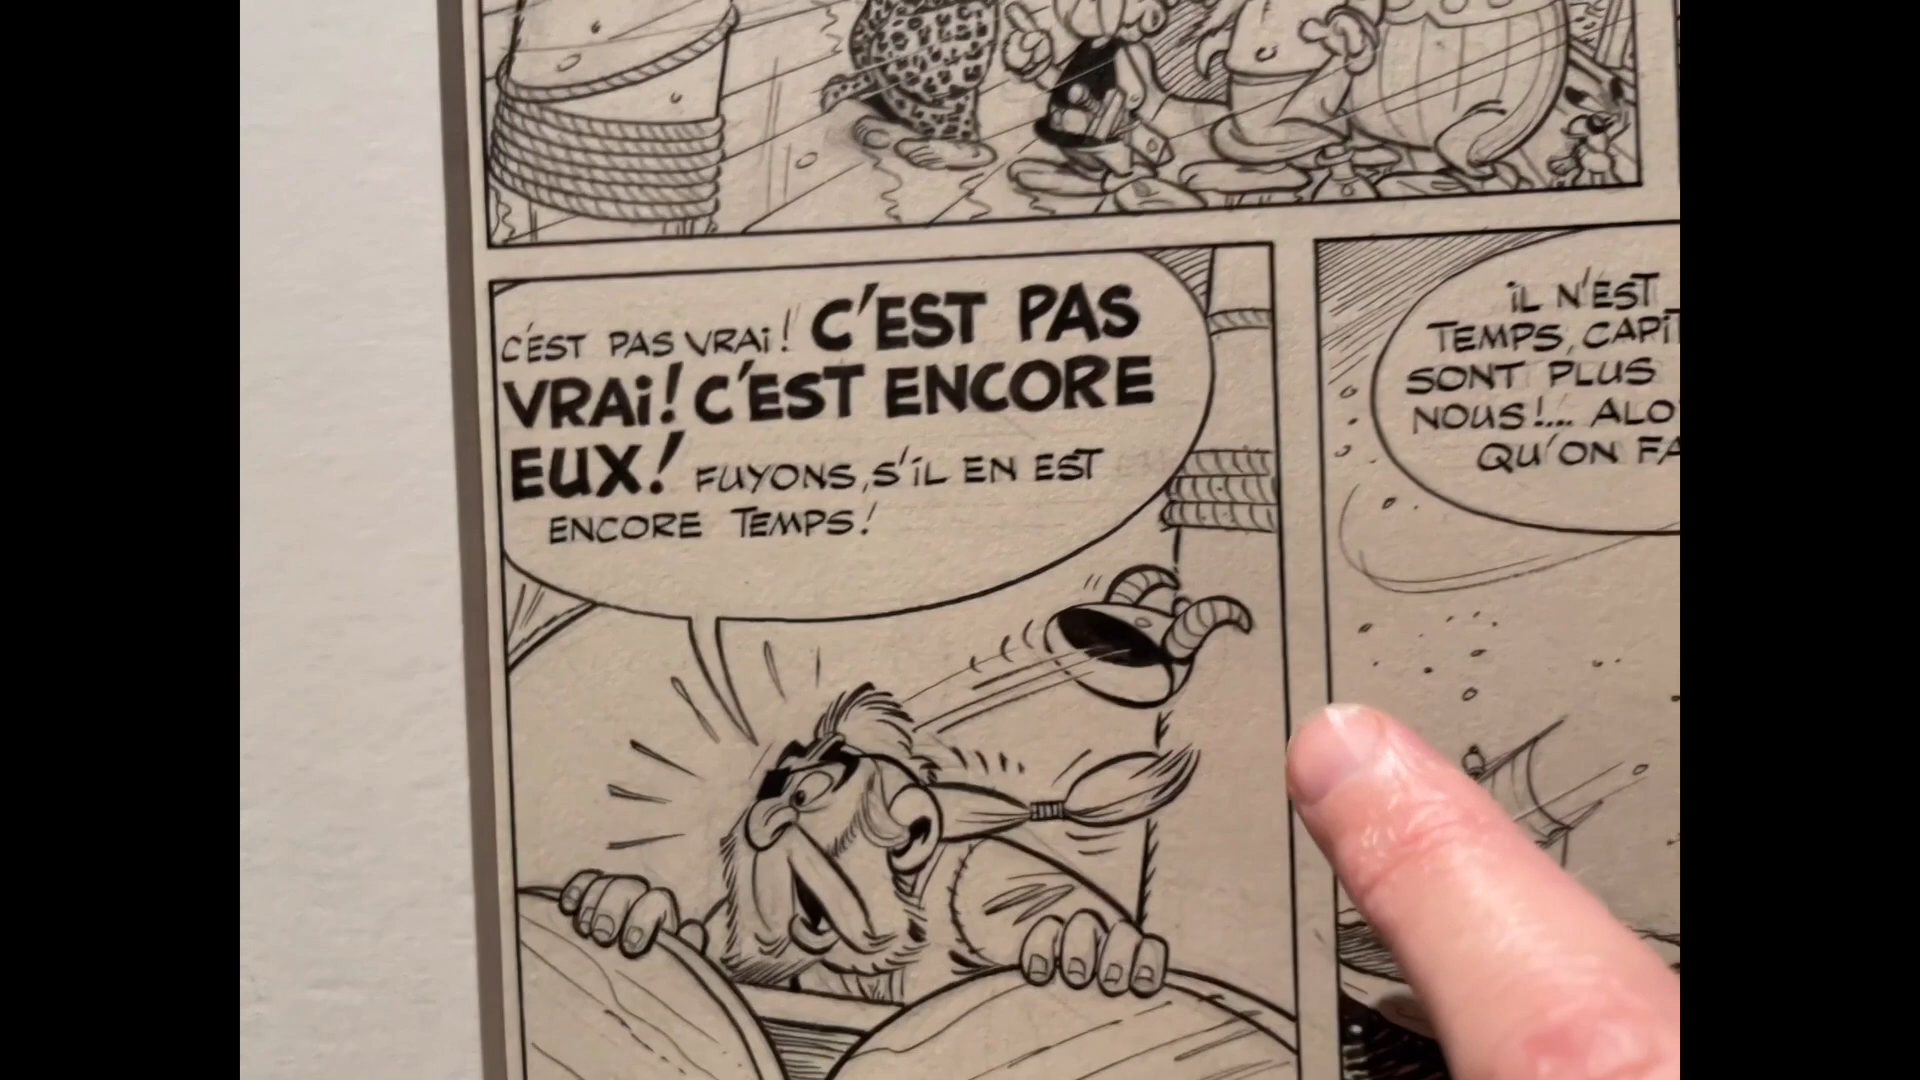 C'EST PAS VRAi! C'EST PAS
VRAi! C'EST ENCORE
EUX! FUYONS, S'iL EN EST
ENCORE TEMPS!
iL N'EST
TEMPS, CAPIT
SONT PLUS
NOUS!... ALO
QU'ON FA